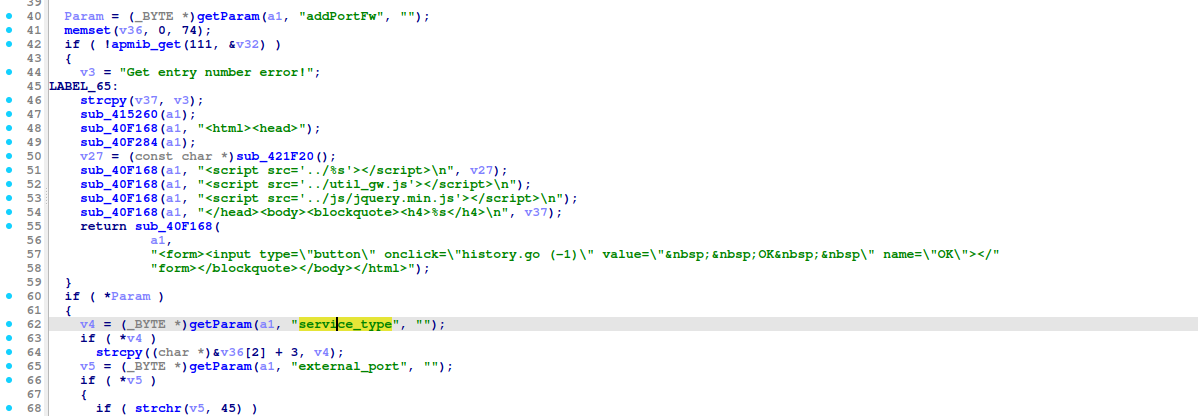 39
40 Param = (_BYTE *)getParam(a1, "addPortFw", "");
41 memset(v36, 0, 74);
42 if ( !apmib_get(111, &v32) )
43 {
44 v3 = "Get entry number error!";
45 LABEL_65:
46 strcpy(v37, v3);
47 sub_415260(a1);
48 sub_40F168(a1, "<html><head>");
49 sub_40F284(a1);
50 v27 = (const char *)sub_421F20();
51 sub_40F168(a1, "<script src='../%s'></script>\n", v27);
52 sub_40F168(a1, "<script src='../util_gw.js'></script>\n");
53 sub_40F168(a1, "<script src='../js/jquery.min.js'></script>\n");
54 sub_40F168(a1, "</head><body><blockquote><h4>%s</h4>\n", v37);
55 return sub_40F168(
56 a1,
57 "<form><input type=\"button\" onclick=\"history.go (-1)\" value=\"&nbsp;&nbsp;OK&nbsp;&nbsp\" name=\"OK\"></"
58 "form></blockquote></body></html>");
59 }
60 if ( *Param )
61 {
62 v4 = (_BYTE *)getParam(a1, "service_type", "");
63 if ( *v4 )
64 strcpy((char *)&v36[2] + 3, v4);
65 v5 = (_BYTE *)getParam(a1, "external_port", "");
66 if ( *v5 )
67 {
68 if ( strchr(v5, 45) )